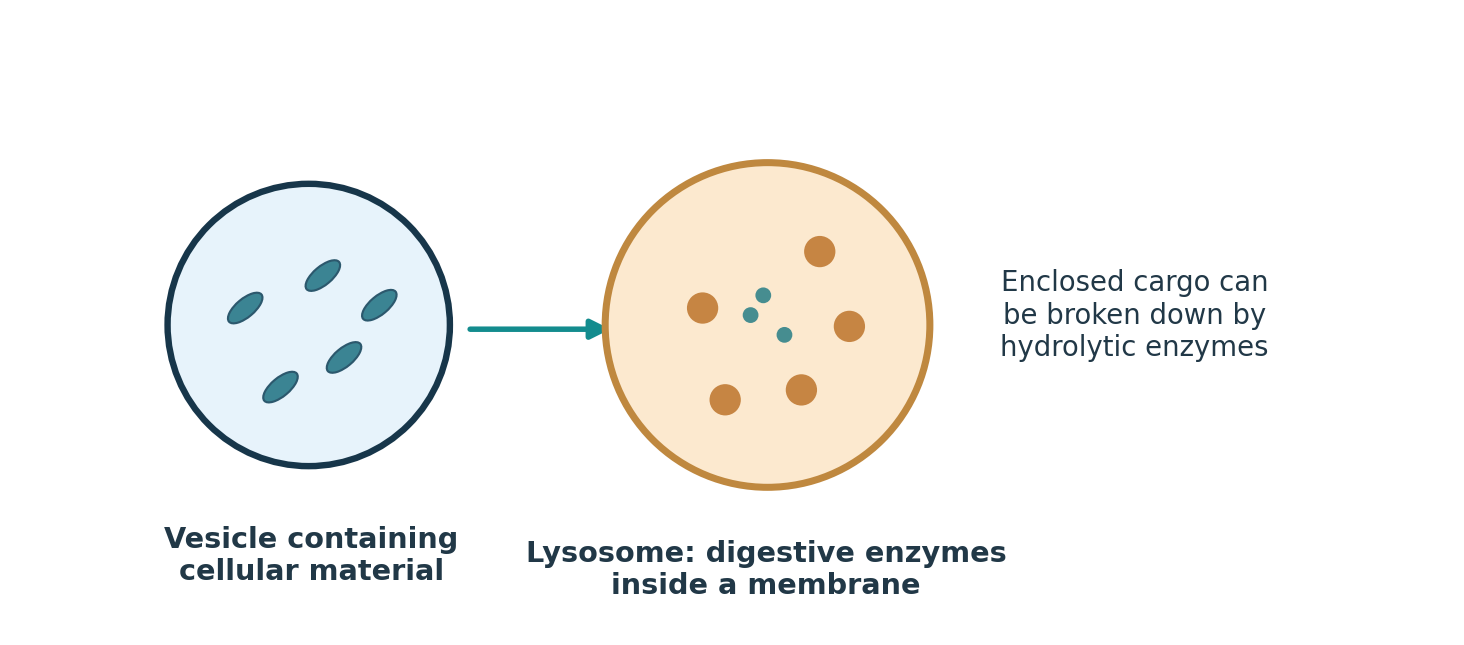 Vesicle containing
cellular material
Lysosome: digestive enzymes
inside a membrane
Enclosed cargo can
be broken down by
hydrolytic enzymes